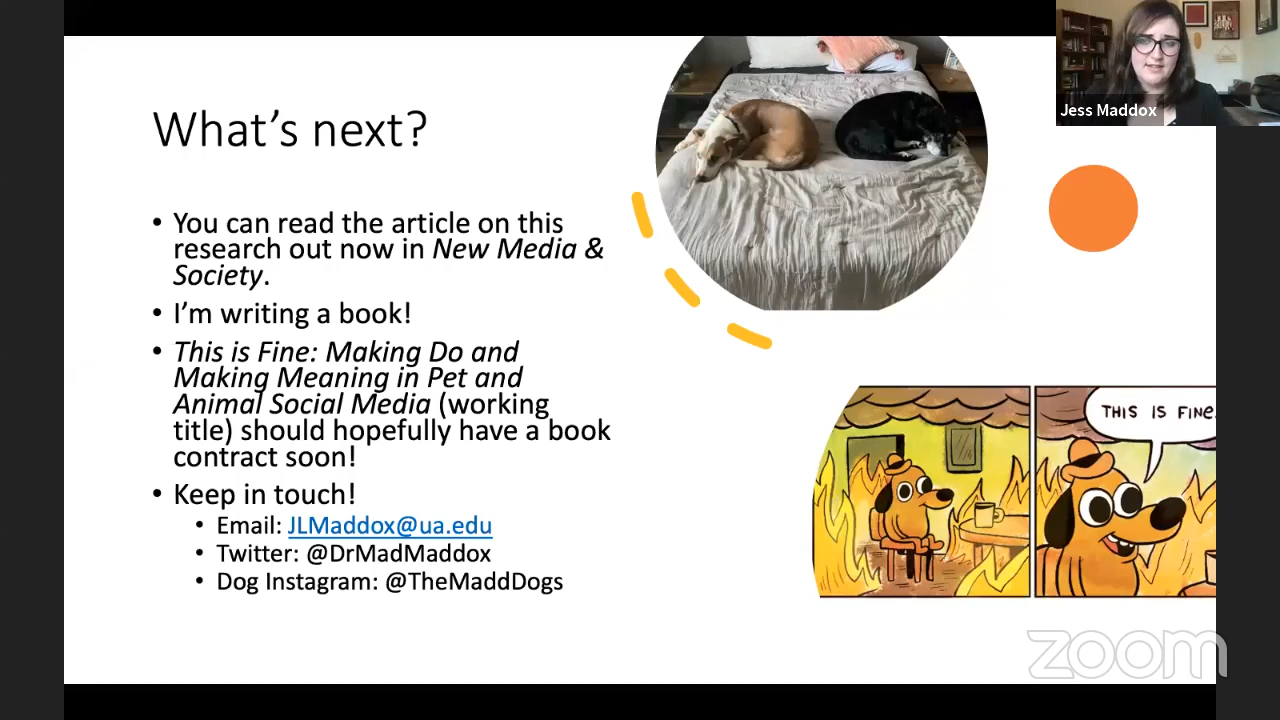 Jess Maddox
What's next?
• You can read the article on this
research out now in New Media &
Society.
• I'm writing a book!
• This is Fine: Making Do and
Making Meaning in Pet and
Animal Social Media (working
title) should hopefully have a book
contract soon!
• Keep in touch!
• Email: JLMaddox@ua.edu
• Twitter: @DrMadMaddox
• Dog Instagram: @TheMaddDogs
THIS IS FINE.
zoom